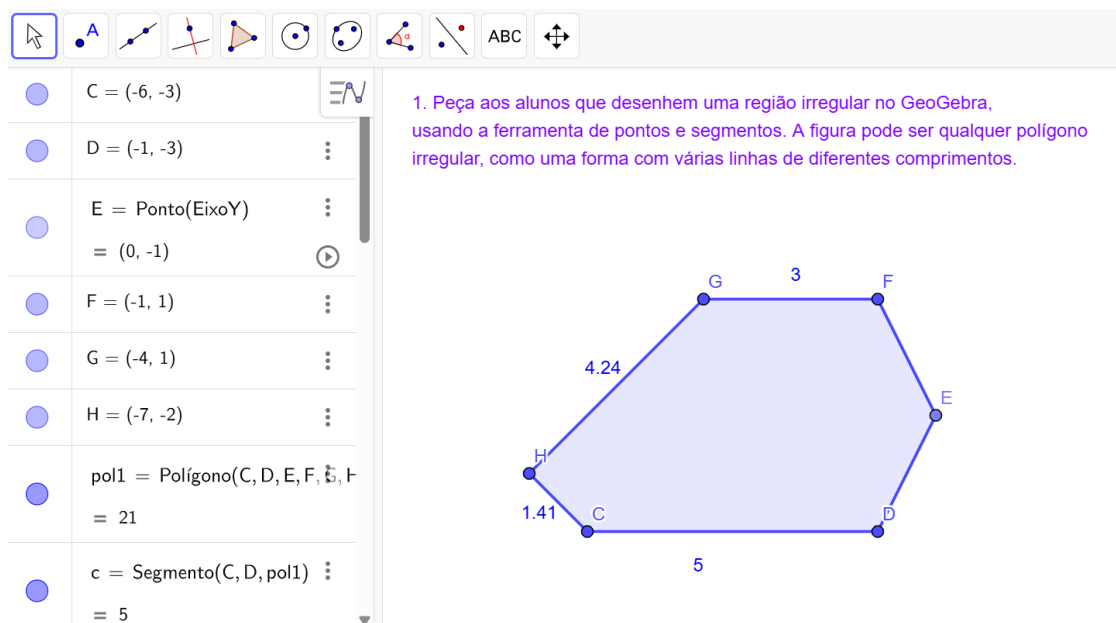 A
α
ABC
C = (-6, -3)
D = (-1, -3)
E = Ponto(EixoY)
= (0, -1)
F = (-1, 1)
G = (-4, 1)
H = (-7, -2)
pol1 = Polígono(C, D, E, F, G, H
= 21
c = Segmento(C, D, pol1)
= 5
1. Peça aos alunos que desenhem uma região irregular no GeoGebra,
usando a ferramenta de pontos e segmentos. A figura pode ser qualquer polígono
irregular, como uma forma com várias linhas de diferentes comprimentos.
3
G
F
4.24
E
H
1.41
C
D
5